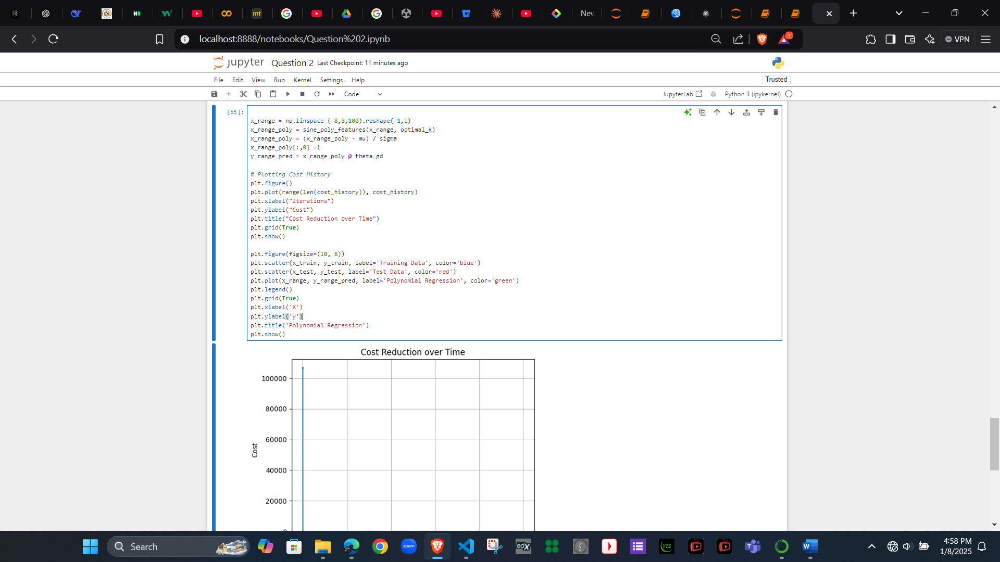 localhost:8888/notebooks/Question%202.ipynb
1
VPN
jupyter Question 2 Last Checkpoint: 11 minutes ago
File Edit View Run Kernel Settings Help
Trusted
Code
JupyterLab
Python 3 (ipykernel)
[55]:
x_range = np.linspace (-8,8,100).reshape(-1,1)
x_range_poly = sine_poly_features(x_range, optimal_k)
x_range_poly = (x_range_poly - mu) / sigma
x_range_poly[:,0] =1
y_range_pred = x_range_poly @ theta_gd
# Plotting Cost History
plt.figure()
plt.plot(range(len(cost_history)), cost_history)
plt.xlabel("Iterations")
plt.ylabel("Cost")
plt.title("Cost Reduction over Time")
plt.grid(True)
plt.show()
plt.figure(figsize=(10, 6))
plt.scatter(x_train, y_train, label='Training Data', color='blue')
plt.scatter(x_test, y_test, label='Test Data', color='red')
plt.plot(x_range, y_range_pred, label='Polynomial Regression', color='green')
plt.legend()
plt.grid(True)
plt.xlabel('X')
plt.ylabel('y')
plt.title('Polynomial Regression')
plt.show()
Cost Reduction over Time
100000
80000
60000
Cost
40000
20000
Search
zoom
edX
YTS
4:58 PM
1/8/2025